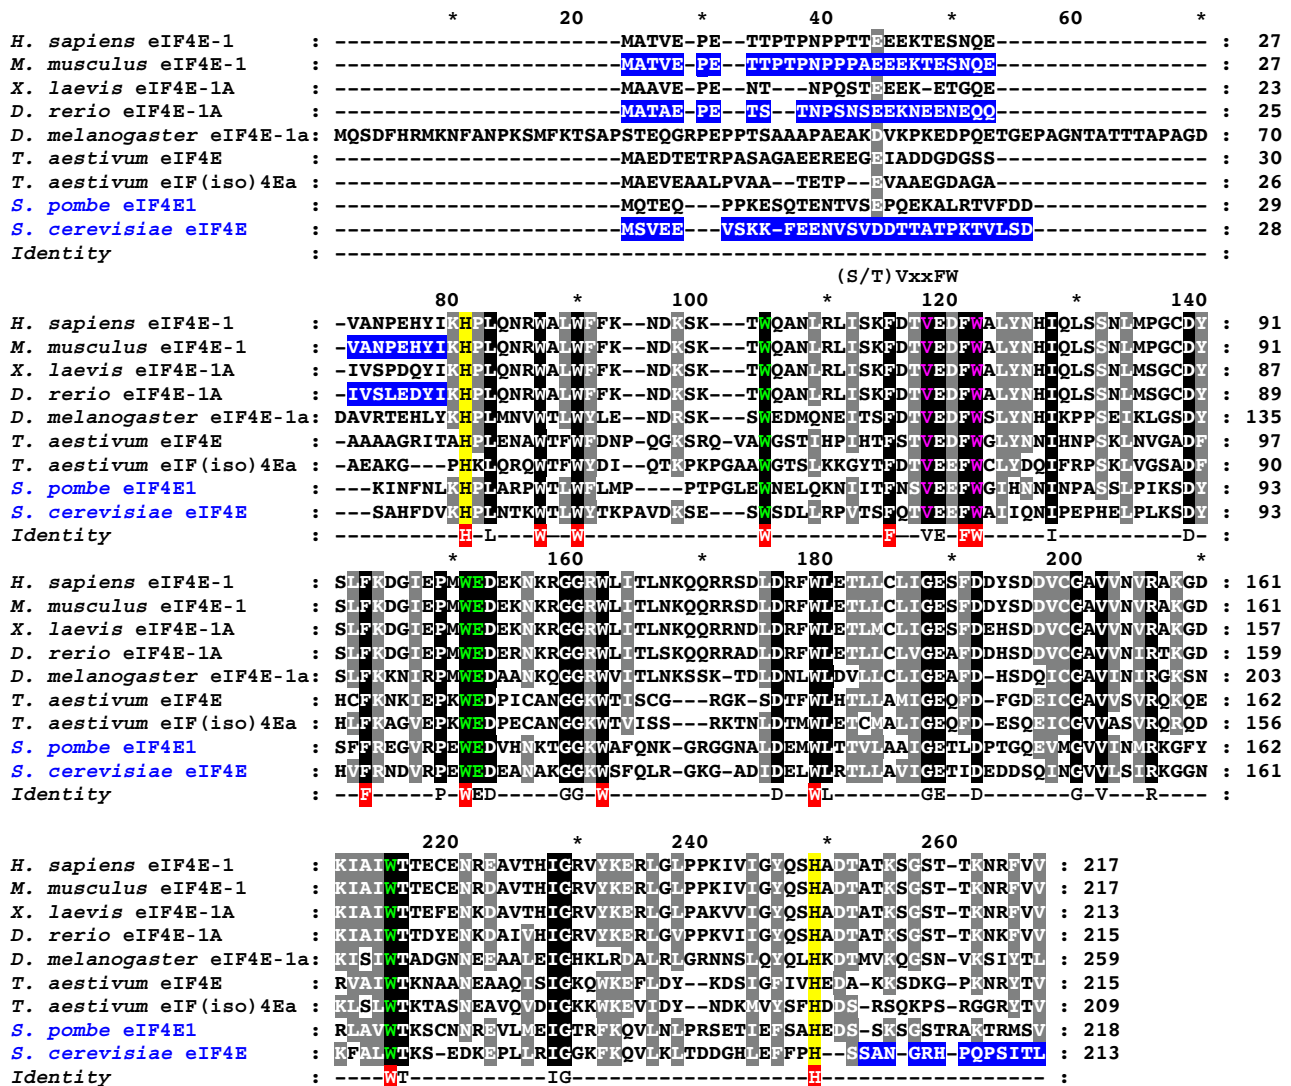 * 20 * 40 * 60 *
H. sapiens eIF4E-1 : -----------------------MATVE-PE--TTPTPNPPTTEEEKTESNQE----------------- : 27
M. musculus eIF4E-1 : -----------------------MATVE-PE--TTPTPNPPPAEEEKTESNQE----------------- : 27
X. laevis eIF4E-1A : -----------------------MAAVE-PE--NT---NPQSTEEEK-ETGQE----------------- : 23
D. rerio eIF4E-1A : -----------------------MATAE-PE--TS--TNPSNSEEKNEENEQQ----------------- : 25
D. melanogaster eIF4E-1a: MQSDFHRMKNFANPKSMFKTSAPSTEQGRPEPPTSAAAPAEAKDVKPKEDPQETGEPAGNTATTTAPAGD : 70
T. aestivum eIF4E : -----------------------MAEDTETRPASAGAEEREEGEIADDGDGSS----------------- : 30
T. aestivum eIF(iso)4Ea : -----------------------MAEVEAALPVAA--TETP--EVAAEGDAGA----------------- : 26
S. pombe eIF4E1 : -----------------------MQTEQ---PPKESQTENTVSEPQEKALRTVFDD-------------- : 29
S. cerevisiae eIF4E : -----------------------MSVEE---VSKK-FEENVSVDDTTATPKTVLSD-------------- : 28
Identity : ---------------------------------------------------------------------- :
(S/T)VxxFW
80 * 100 * 120 * 140
H. sapiens eIF4E-1 : -VANPEHYIKHPLQNRWALWFFK--NDKSK---TWQANLRLISKFDTVEDFWALYNHIQLSSNLMPGCDY : 91
M. musculus eIF4E-1 : -VANPEHYIKHPLQNRWALWFFK--NDKSK---TWQANLRLISKFDTVEDFWALYNHIQLSSNLMPGCDY : 91
X. laevis eIF4E-1A : -IVSPDQYIKHPLQNRWALWFFK--NDKSK---TWQANLRLISKFDTVEDFWALYNHIQLSSNLMSGCDY : 87
D. rerio eIF4E-1A : -IVSLEDYIKHPLQNRWALWFFK--NDKSK---TWQANLRLISKFDTVEDFWALYNHIQLSSNLMSGCDY : 89
D. melanogaster eIF4E-1a: DAVRTEHLYKHPLMNVWTLWYLE--NDRSK---SWEDMQNEITSFDTVEDFWSLYNHIKPPSEIKLGSDY : 135
T. aestivum eIF4E : -AAAAGRITAHPLENAWTFWFDNP-QGKSRQ-VAWGSTIHPIHTFSTVEDFWGLYNNIHNPSKLNVGADF : 97
T. aestivum eIF(iso)4Ea : -AEAKG---PHKLQRQWTFWYDI--QTKPKPGAAWGTSLKKGYTFDTVEEFWCLYDQIFRPSKLVGSADF : 90
S. pombe eIF4E1 : ---KINFNLKHPLARPWTLWFLMP----PTPGLEWNELQKNIITFNSVEEFWGIHNNINPASSLPIKSDY : 93
S. cerevisiae eIF4E : ---SAHFDVKHPLNTKWTLWYTKPAVDKSE---SWSDLLRPVTSFQTVEEFWAIIQNIPEPHELPLKSDY : 93
Identity : ----------H-L---W--W--------------W---------F--VE-FW-----I----------D- :
* 160 * 180 * 200 *
H. sapiens eIF4E-1 : SLFKDGIEPMWEDEKNKRGGRWLITLNKQQRRSDLDRFWLETLLCLIGESFDDYSDDVCGAVVNVRAKGD : 161
M. musculus eIF4E-1 : SLFKDGIEPMWEDEKNKRGGRWLITLNKQQRRSDLDRFWLETLLCLIGESFDDYSDDVCGAVVNVRAKGD : 161
X. laevis eIF4E-1A : SLFKDGIEPMWEDEKNKRGGRWLITLNKQQRRNDLDRFWLETLMCLIGESFDEHSDDVCGAVVNVRAKGD : 157
D. rerio eIF4E-1A : SLFKDGIEPMWEDERNKRGGRWLITLSKQQRRADLDRFWLETLLCLVGEAFDDHSDDVCGAVVNIRTKGD : 159
D. melanogaster eIF4E-1a: SLFKKNIRPMWEDAANKQGGRWVITLNKSSK-TDLDNLWLDVLLCLIGEAFD-HSDQICGAVINIRGKSN : 203
T. aestivum eIF4E : HCFKNKIEPKWEDPICANGGKWTISCG---RGK-SDTFWLHTLLAMIGEQFD-FGDEICGAVVSVRQKQE : 162
T. aestivum eIF(iso)4Ea : HLFKAGVEPKWEDPECANGGKWTVISS---RKTNLDTMWLETCMALIGEQFD-ESQEICGVVASVRQRQD : 156
S. pombe eIF4E1 : SFFREGVRPEWEDVHNKTGGKWAFQNK-GRGGNALDEMWLTTVLAAIGETLDPTGQEVMGVVINMRKGFY : 162
S. cerevisiae eIF4E : HVFRNDVRPEWEDEANAKGGKWSFQLR-GKG-ADIDELWLRTLLAVIGETIDEDDSQINGVVLSIRKGGN : 161
Identity : --F-----P-WED----GG-W-------------D--WL-------GE--D-------G-V---R---- :
220 * 240 * 260
H. sapiens eIF4E-1 : KIAIWTTECENREAVTHIGRVYKERLGLPPKIVIGYQSHADTATKSGST-TKNRFVV : 217
M. musculus eIF4E-1 : KIAIWTTECENREAVTHIGRVYKERLGLPPKIVIGYQSHADTATKSGST-TKNRFVV : 217
X. laevis eIF4E-1A : KIAIWTTEFENKDAVTHIGRVYKERLGLPAKVVIGYQSHADTATKSGST-TKNRFVV : 213
D. rerio eIF4E-1A : KIAIWTTDYENKDAIVHIGRVYKERLGVPPKVIIGYQSHADTATKSGST-TKNKFVV : 215
D. melanogaster eIF4E-1a: KISIWTADGNNEEAALEIGHKLRDALRLGRNNSLQYQLHKDTMVKQGSN-VKSIYTL : 259
T. aestivum eIF4E : RVAIWTKNAANEAAQISIGKQWKEFLDY--KDSIGFIVHEDA-KKSDKG-PKNRYTV : 215
T. aestivum eIF(iso)4Ea : KLSLWTKTASNEAVQVDIGKKWKEVIDY--NDKMVYSFHDDS-RSQKPS-RGGRYTV : 209
S. pombe eIF4E1 : RLAVWTKSCNNREVLMEIGTRFKQVLNLPRSETIEFSAHEDS-SKSGSTRAKTRMSV : 218
S. cerevisiae eIF4E : KFALWTKS-EDKEPLLRIGGKFKQVLKLTDDGHLEFFPH--SSANGRH-PQPSITL : 213
Identity : ----WT-----------IG-------------------H------------------ :